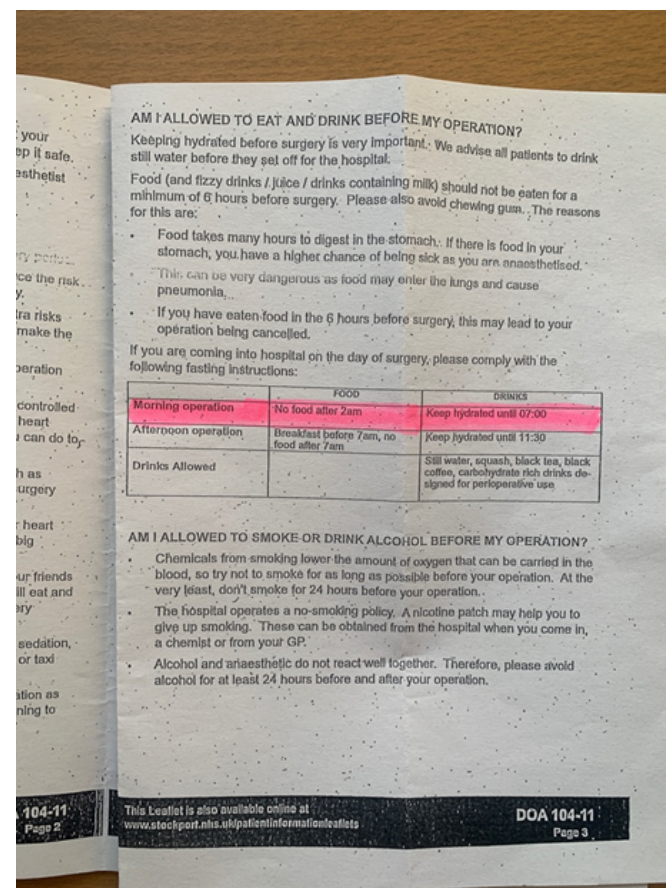 your
ep it safe.
esthetist
ce the risk
y.
ra risks
make the
peration
controlled
heart
can do to
h as
urgery
heart
big
ur friends
ill eat and
ery
sedation,
or taxi
ation as
ning to
104-11
Page 2
AM I ALLOWED TO EAT AND DRINK BEFORE MY OPERATION?
Keeping hydrated before surgery is very important. We advise all patients to drink
still water before they set off for the hospital.
Food (and fizzy drinks / juice / drinks containing milk) should not be eaten for a
minimum of 6 hours before surgery. Please also avoid chewing gum. The reasons
for this are:
• Food takes many hours to digest in the stomach. If there is food in your
stomach, you have a higher chance of being sick as you are anaesthetised.
• This can be very dangerous as food may enter the lungs and cause
pneumonia.
• If you have eaten food in the 6 hours before surgery, this may lead to your
operation being cancelled.
If you are coming into hospital on the day of surgery, please comply with the
following fasting instructions:
FOOD DRINKS
Morning operation No food after 2am Keep hydrated until 07:00
Afternoon operation Breakfast before 7am, no Keep hydrated until 11:30
food after 7am
Drinks Allowed Still water, squash, black tea, black
coffee, carbohydrate rich drinks de-
signed for perioperative use
AM I ALLOWED TO SMOKE OR DRINK ALCOHOL BEFORE MY OPERATION?
• Chemicals from smoking lower the amount of oxygen that can be carried in the
blood, so try not to smoke for as long as possible before your operation. At the
very least, don't smoke for 24 hours before your operation.
• The hospital operates a no-smoking policy. A nicotine patch may help you to
give up smoking. These can be obtained from the hospital when you come in,
a chemist or from your GP.
• Alcohol and anaesthetic do not react well together. Therefore, please avoid
alcohol for at least 24 hours before and after your operation.
This Leaflet is also available online at
www.stockport.nhs.uk/patientinformationleaflets
DOA 104-11
Page 3